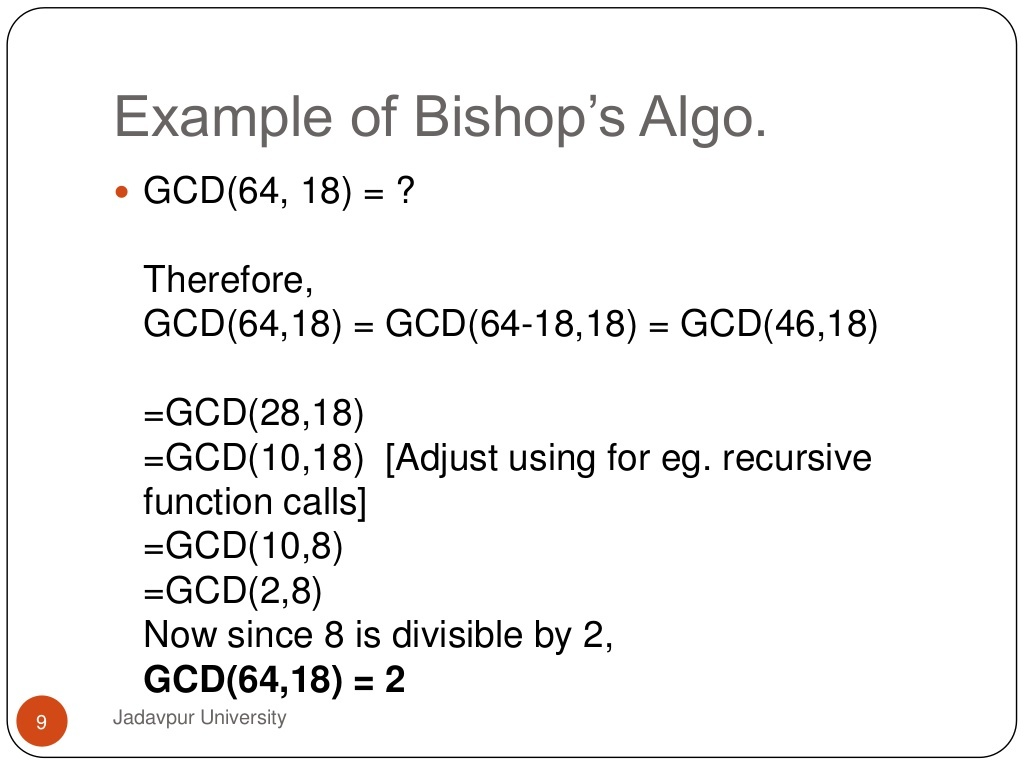 Example of Bishop’s Algo.
• GCD(64, 18) = ?
Therefore,
GCD(64,18) = GCD(64-18,18) = GCD(46,18)
=GCD(28,18)
=GCD(10,18)  [Adjust using for eg. recursive
function calls]
=GCD(10,8)
=GCD(2,8)
Now since 8 is divisible by 2,
GCD(64,18) = 2
9 Jadavpur University